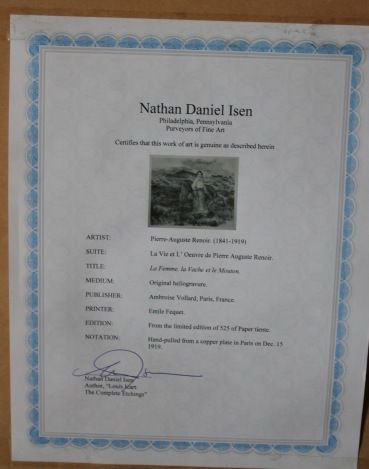 Nathan Daniel Isen
Philadelphia, Pennsylvania
Purveyors of Fine Art
Certifies that this work of art is genuine as described herein
ARTIST: Pierre-Auguste Renoir. (1841-1919)
SUITE: La Vie et L' Oeuvre de Pierre Auguste Renoir.
TITLE: La Femme, la Vache et le Mouton.
MEDIUM: Original heliogravure.
PUBLISHER: Ambroise Vollard; Paris, France.
PRINTER: Emile Fequet.
EDITION: From the limited edition of 525 of Paper tiente.
NOTATION: Hand-pulled from a copper plate in Paris on Dec. 15
1919.
Nathan Daniel Isen
Author, "Louis Icart:
The Complete Etchings"